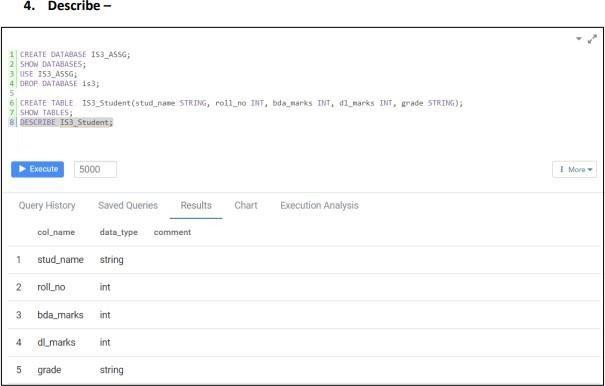 4. Describe –
1 CREATE DATABASE IS3_ASSG;
2 SHOW DATABASES;
3 USE IS3_ASSG;
4 DROP DATABASE is3;
5
6 CREATE TABLE IS3_Student(stud_name STRING, roll_no INT, bda_marks INT, dl_marks INT, grade STRING);
7 SHOW TABLES;
8 DESCRIBE IS3_Student;
Execute 5000 More
Query History Saved Queries Results Chart Execution Analysis
col_name data_type comment
1 stud_name string
2 roll_no int
3 bda_marks int
4 dl_marks int
5 grade string